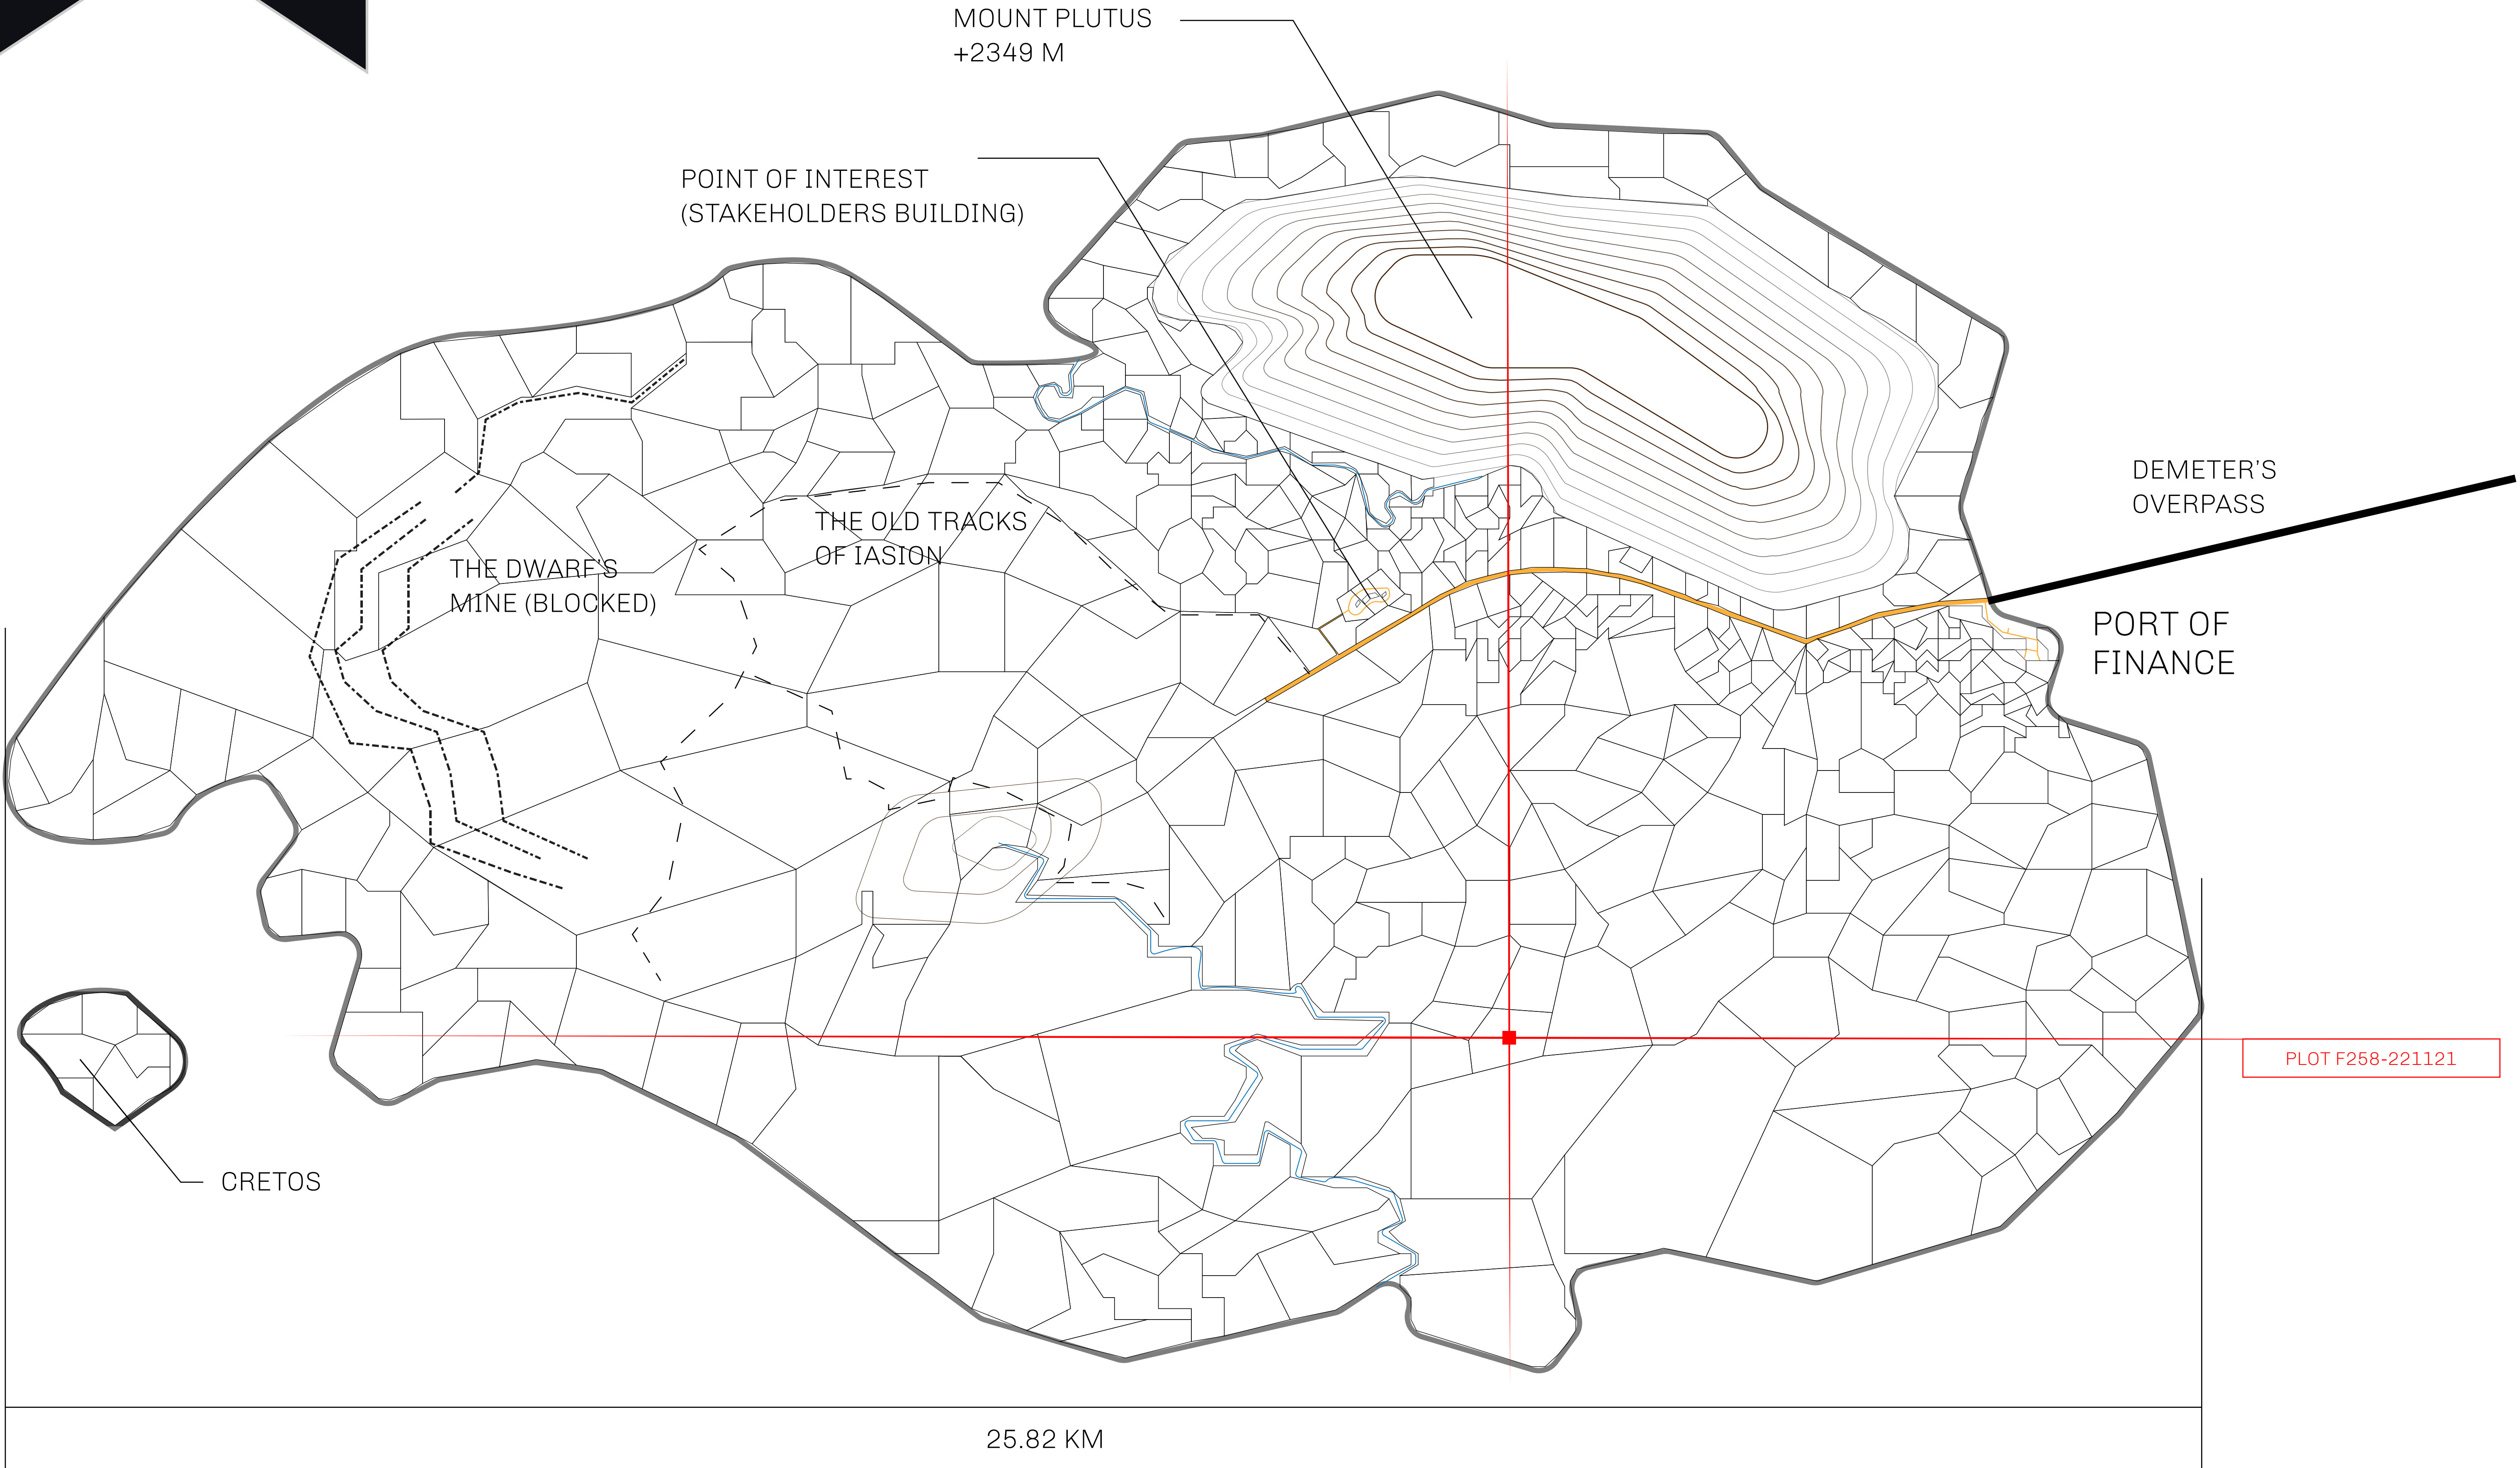 MOUNT PLUTUS
+2349 M
POINT OF INTEREST
(STAKEHOLDERS BUILDING)
DEMETER'S
OVERPASS
THE OLD TRACKS
OF IASION
THE DWARF'S
MINE (BLOCKED)
PORT OF
FINANCE
PLOT F258-221121
CRETOS
25.82 KM